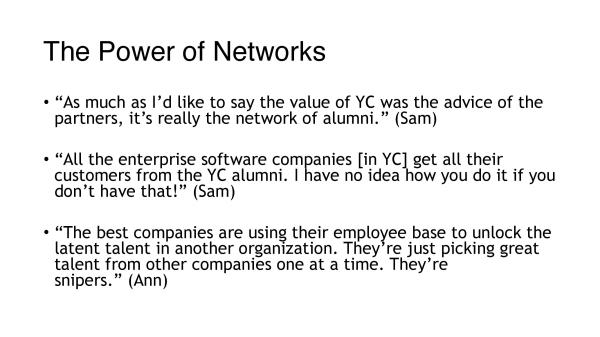 The Power of Networks
• “As much as I’d like to say the value of YC was the advice of the
partners, it’s really the network of alumni.” (Sam)
• “All the enterprise software companies [in YC] get all their
customers from the YC alumni. I have no idea how you do it if you
don’t have that!” (Sam)
• “The best companies are using their employee base to unlock the
latent talent in another organization. They’re just picking great
talent from other companies one at a time. They’re
snipers.” (Ann)